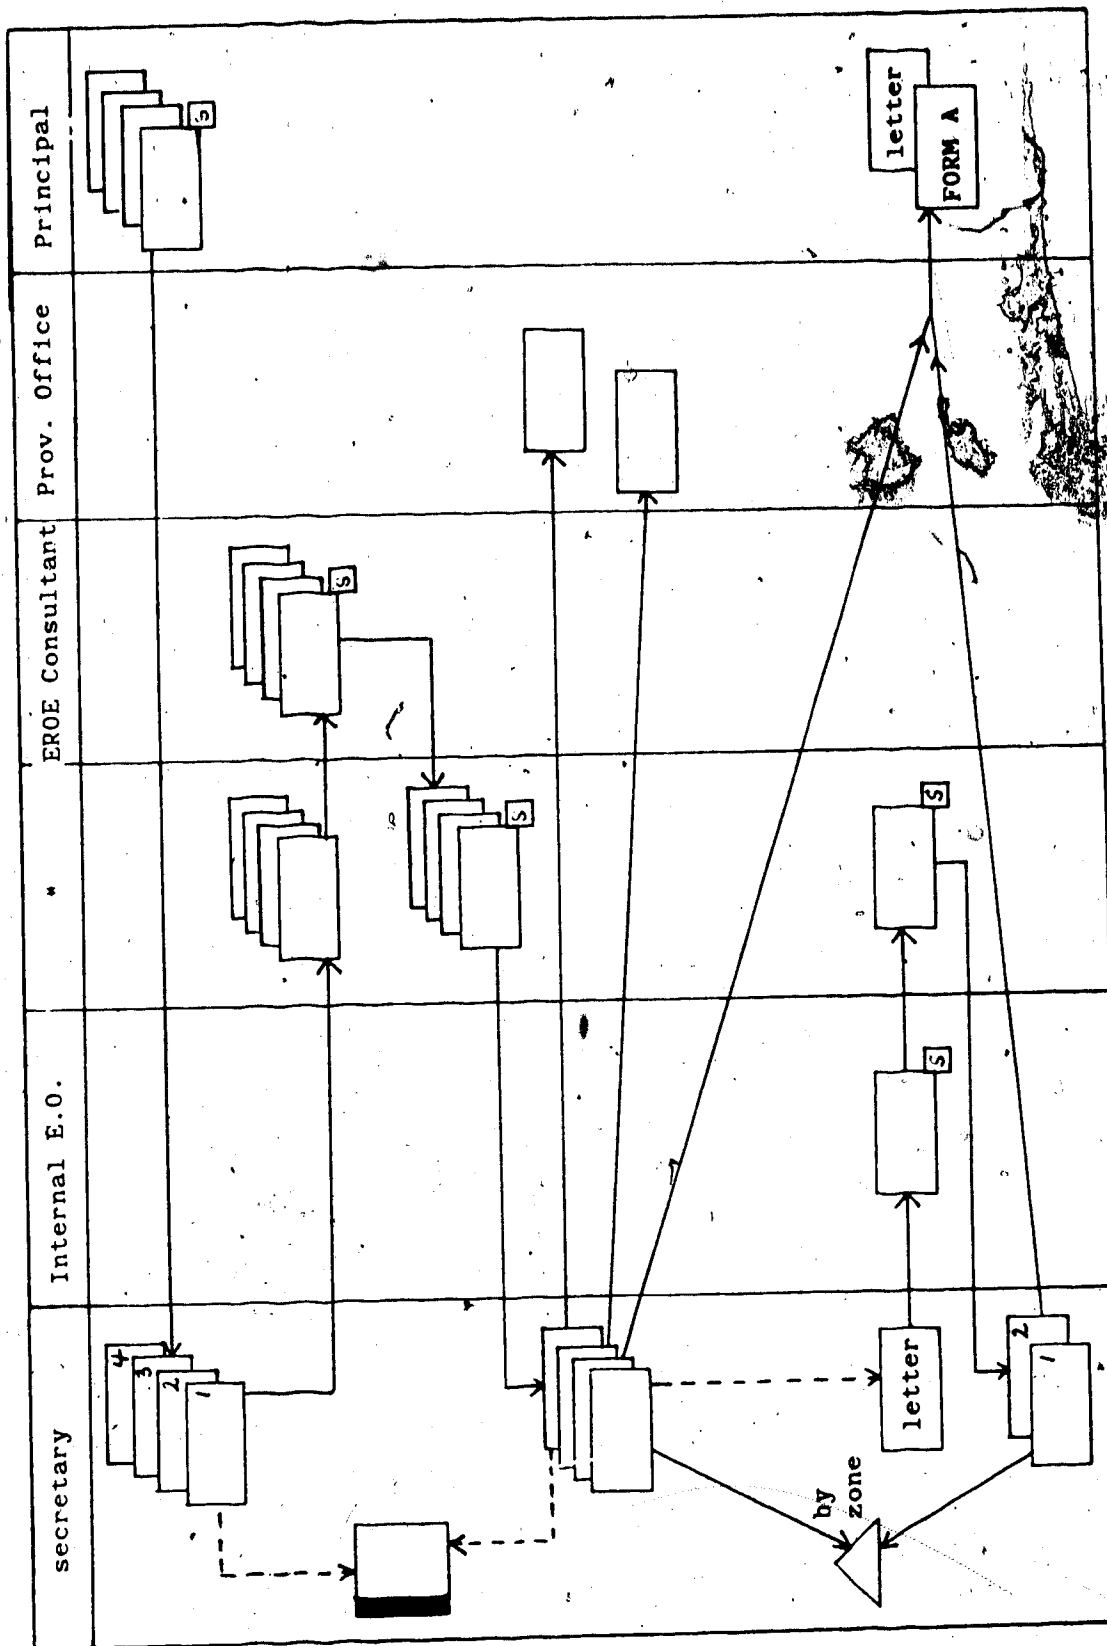 secretary
Internal E.O.
*
EROE Consultant
Prov. Office
Principal
4
3
2
1
S
S
S
by
zone
letter
S
S
letter
FORM A
2
1